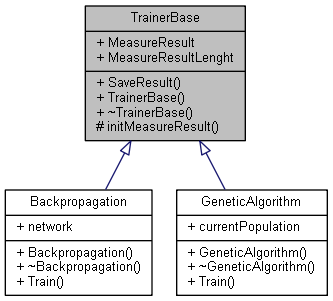 TrainerBase
+ MeasureResult
+ MeasureResultLenght
+ SaveResult()
+ TrainerBase()
+ ~TrainerBase()
# initMeasureResult()
Backpropagation
+ network
+ Backpropagation()
+ ~Backpropagation()
+ Train()
GeneticAlgorithm
+ currentPopulation
+ GeneticAlgorithm()
+ ~GeneticAlgorithm()
+ Train()